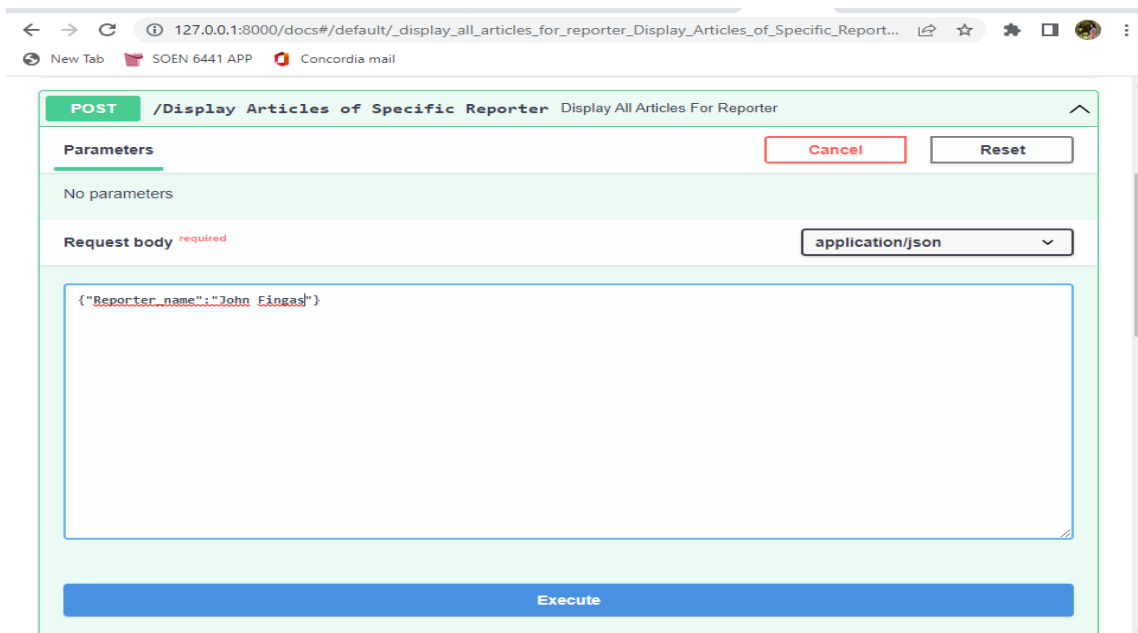 127.0.0.1:8000/docs#/default/_display_all_articles_for_reporter_Display_Articles_of_Specific_Report...
New Tab SOEN 6441 APP Concordia mail
POST /Display Articles of Specific Reporter Display All Articles For Reporter
Parameters Cancel Reset
No parameters
Request body required application/json
{"Reporter_name":"John Fingas"}
Execute